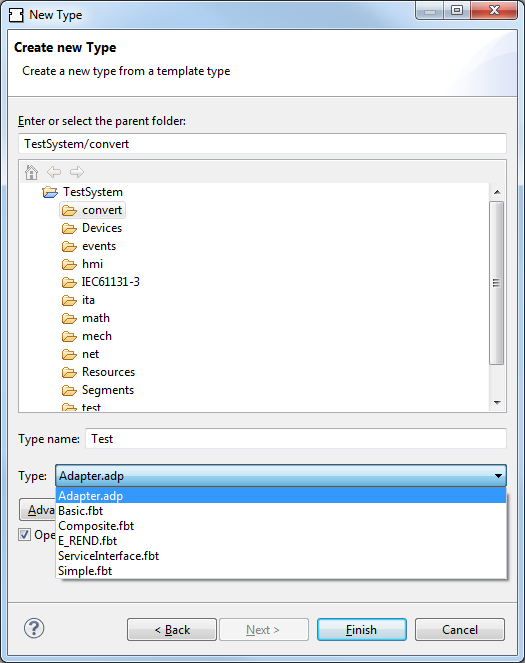 New Type
Create new Type
Create a new type from a template type
Enter or select the parent folder:
TestSystem/convert
TestSystem
convert
Devices
events
hmi
IEC61131-3
ita
math
mech
net
Resources
Segments
test
Type name: Test
Type: Adapter.adp
Adapter.adp
Basic.fbt
Composite.fbt
E_REND.fbt
ServiceInterface.fbt
Simple.fbt
Adva
Ope
< Back Next > Finish Cancel